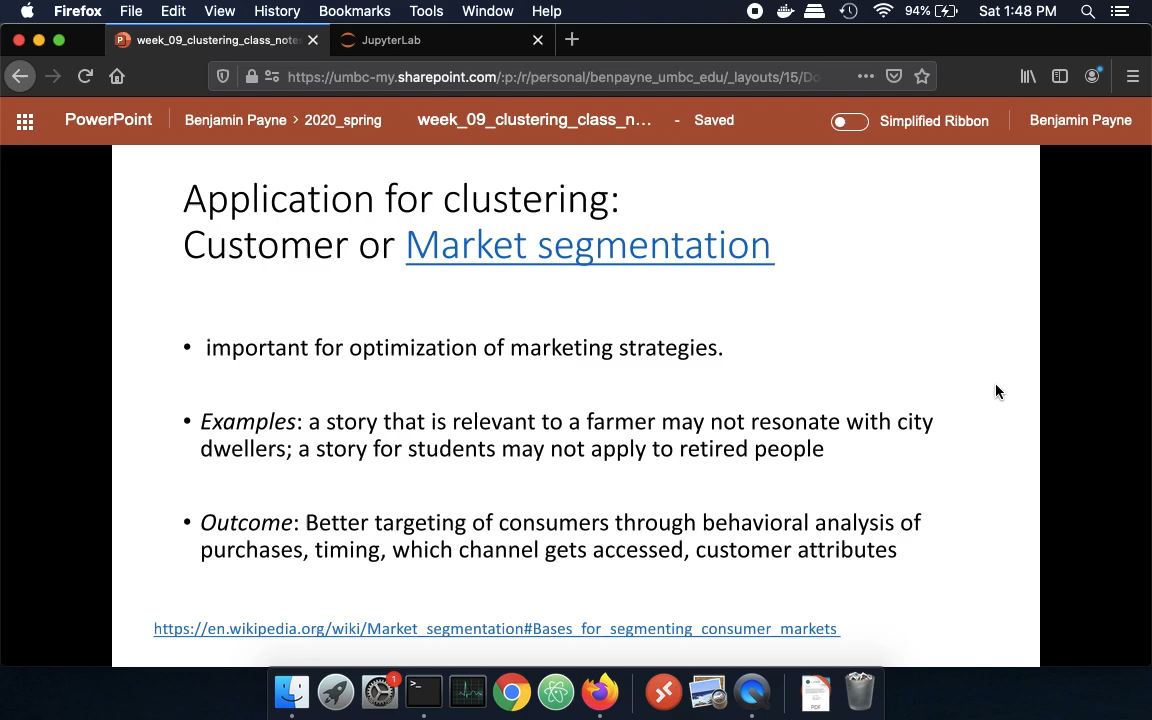 Firefox File Edit View History Bookmarks Tools Window Help 94% Sat 1:48 PM
week_09_clustering_class_note JupyterLab
https://umbc-my.sharepoint.com/:p:/r/personal/benpayne_umbc_edu/_layouts/15/Do
PowerPoint Benjamin Payne > 2020_spring week_09_clustering_class_n... - Saved Simplified Ribbon Benjamin Payne
Application for clustering:
Customer or Market segmentation
• important for optimization of marketing strategies.
• Examples: a story that is relevant to a farmer may not resonate with city
dwellers; a story for students may not apply to retired people
• Outcome: Better targeting of consumers through behavioral analysis of
purchases, timing, which channel gets accessed, customer attributes
https://en.wikipedia.org/wiki/Market_segmentation#Bases_for_segmenting_consumer_markets
1
PDF